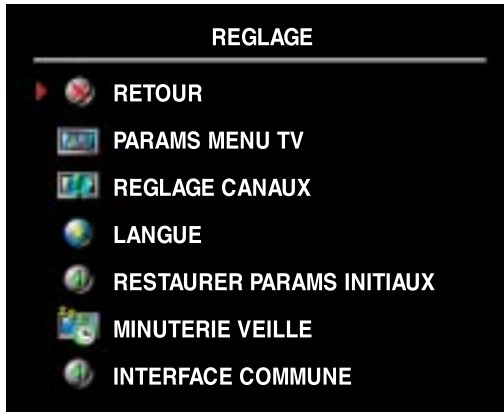 REGLAGE
RETOUR
PARAMS MENU TV
REGLAGE CANAUX
LANGUE
RESTAURER PARAMS INITIAUX
MINUTERIE VEILLE
INTERFACE COMMUNE